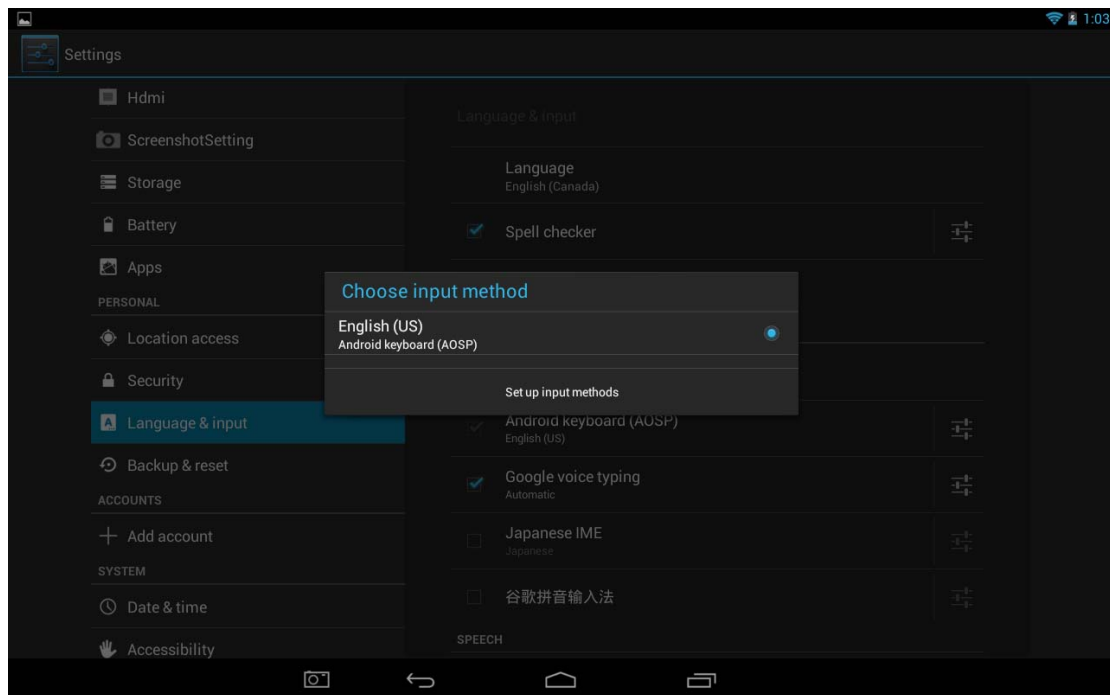 1:03
Settings
Hdmi
ScreenshotSetting
Storage
Battery
Apps
PERSONAL
Location access
Security
Language & input
Backup & reset
ACCOUNTS
Add account
SYSTEM
Date & time
Accessibility
Language & input
Language
English (Canada)
Spell checker
Choose input method
English (US)
Android keyboard (AOSP)
Set up input methods
Android keyboard (AOSP)
English (US)
Google voice typing
Automatic
Japanese IME
Japanese
谷歌拼音输入法
SPEECH